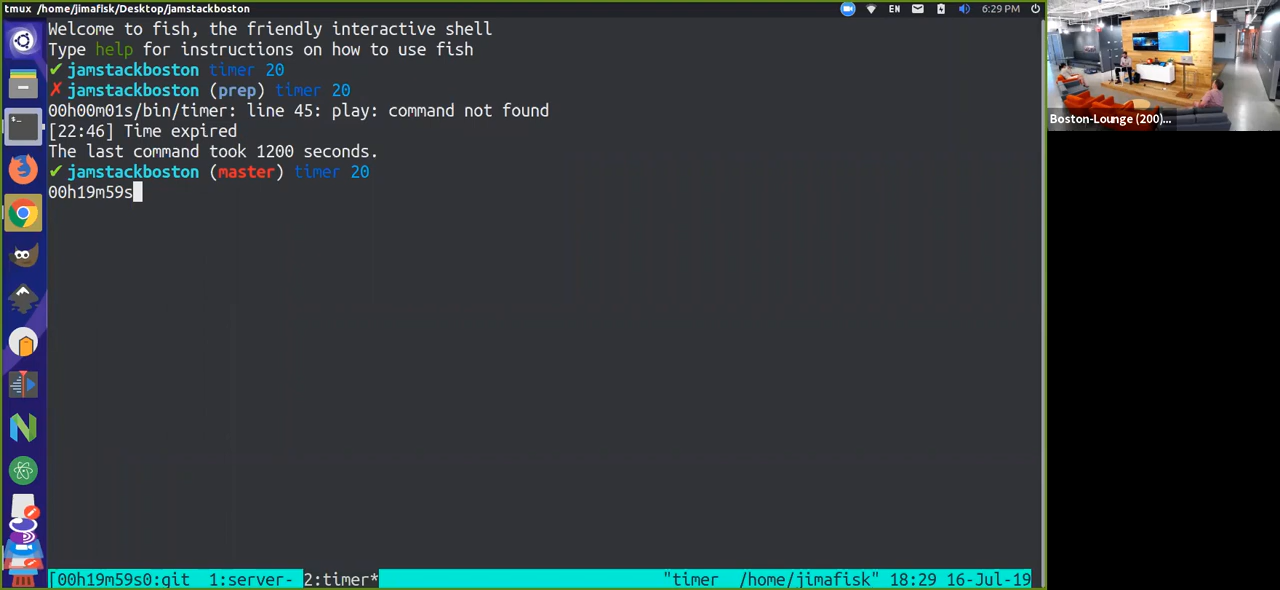 tmux /home/jimafisk/Desktop/jamstackboston
EN
6:29 PM
Welcome to fish, the friendly interactive shell
Type help for instructions on how to use fish
✔ jamstackboston timer 20
✗ jamstackboston (prep) timer 20
00h00m01s/bin/timer: line 45: play: command not found
[22:46] Time expired
The last command took 1200 seconds.
✔ jamstackboston (master) timer 20
00h19m59s
[00h19m59s0:git 1:server- 2:timer* "timer /home/jimafisk" 18:29 16-Jul-19
Boston-Lounge (200)...